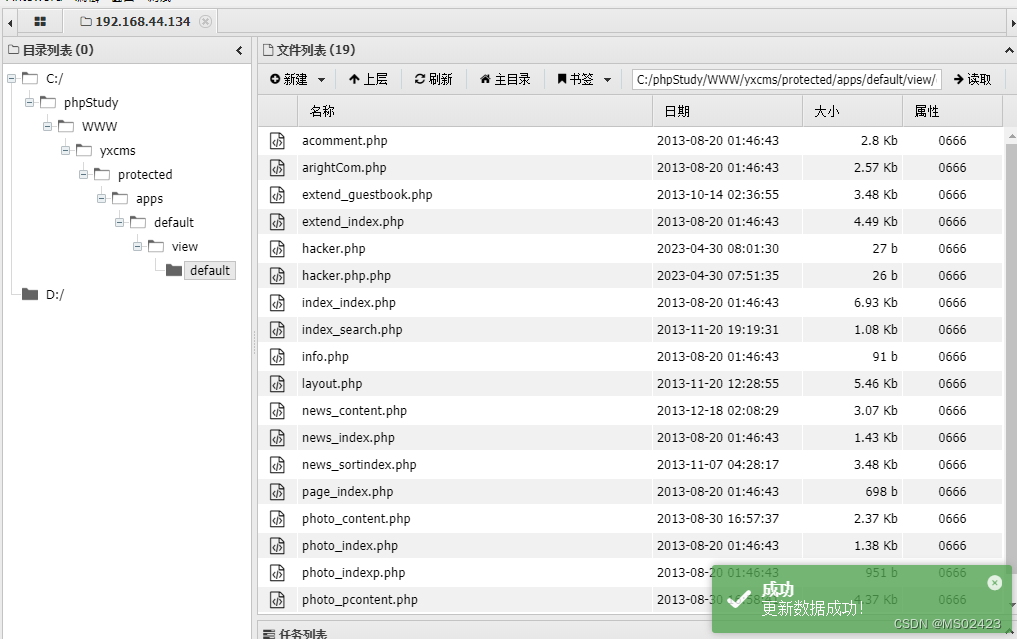 192.168.44.134
目录列表 (0)
C:/
phpStudy
WWW
yxcms
protected
apps
default
view
default
D:/
文件列表 (19)
新建 上层 刷新 主目录 书签 C:/phpStudy/WWW/yxcms/protected/apps/default/view/ 读取
名称 日期 大小 属性
acomment.php 2013-08-20 01:46:43 2.8 Kb 0666
arightCom.php 2013-08-20 01:46:43 2.57 Kb 0666
extend_guestbook.php 2013-10-14 02:36:55 3.48 Kb 0666
extend_index.php 2013-08-20 01:46:43 4.49 Kb 0666
hacker.php 2023-04-30 08:01:30 27 b 0666
hacker.php.php 2023-04-30 07:51:35 26 b 0666
index_index.php 2013-08-20 01:46:43 6.93 Kb 0666
index_search.php 2013-11-20 19:19:31 1.08 Kb 0666
info.php 2013-08-20 01:46:43 91 b 0666
layout.php 2013-11-20 12:28:55 5.46 Kb 0666
news_content.php 2013-12-18 02:08:29 3.07 Kb 0666
news_index.php 2013-08-20 01:46:43 1.43 Kb 0666
news_sortindex.php 2013-11-07 04:28:17 3.48 Kb 0666
page_index.php 2013-08-20 01:46:43 698 b 0666
photo_content.php 2013-08-30 16:57:37 2.37 Kb 0666
photo_index.php 2013-08-20 01:46:43 1.38 Kb 0666
photo_indexp.php 2013-08-20 01:46:43 951 b 0666
photo_pcontent.php 2013-08-30 16:58:43 4.37 Kb 0666
成功
更新数据成功！
任务列表
CSDN @MS02423